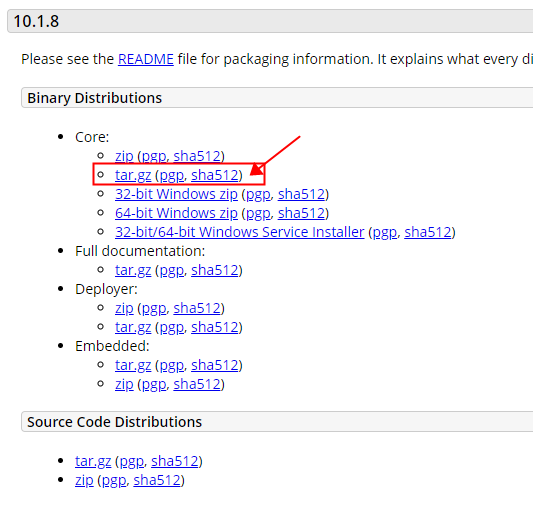 10.1.8
Please see the README file for packaging information. It explains what every
Binary Distributions
Core:
zip (pgp, sha512)
tar.gz (pgp, sha512)
32-bit Windows zip (pgp, sha512)
64-bit Windows zip (pgp, sha512)
32-bit/64-bit Windows Service Installer (pgp, sha512)
Full documentation:
tar.gz (pgp, sha512)
Deployer:
zip (pgp, sha512)
tar.gz (pgp, sha512)
Embedded:
tar.gz (pgp, sha512)
zip (pgp, sha512)
Source Code Distributions
tar.gz (pgp, sha512)
zip (pgp, sha512)